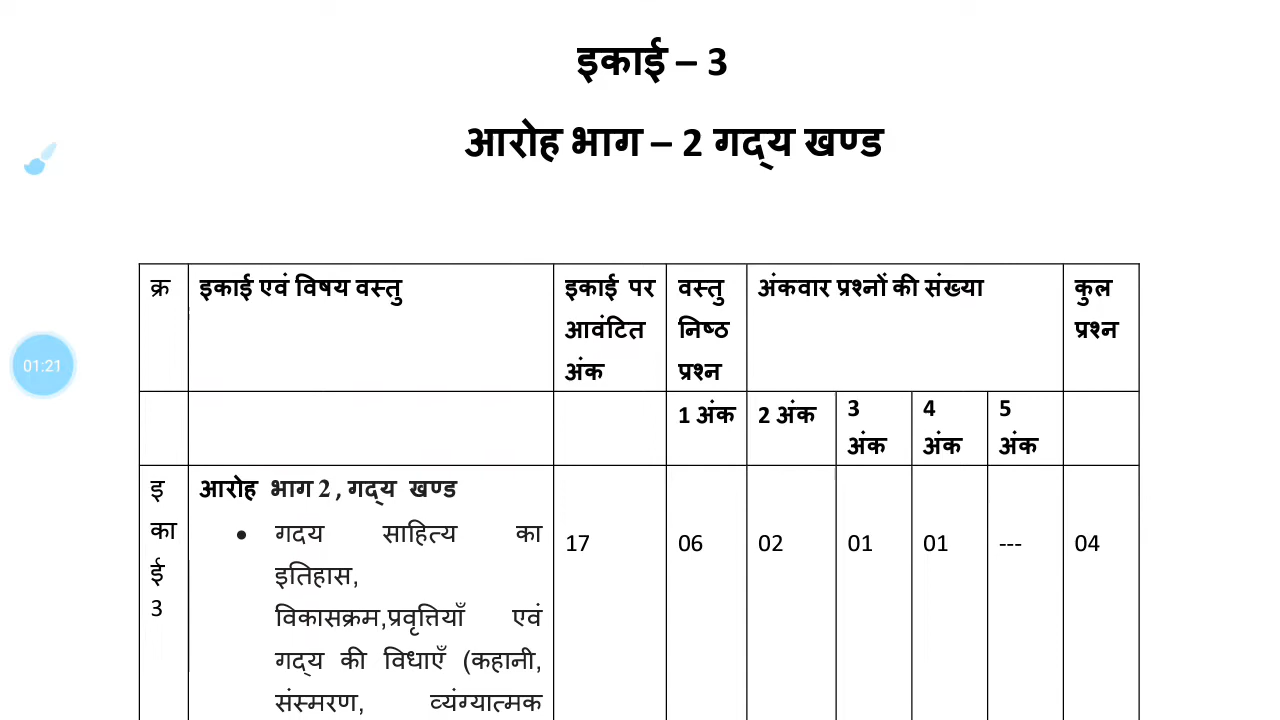 इकाई – 3
आरोह भाग – 2 गद्य खण्ड
क्र
इकाई एवं विषय वस्तु
इकाई पर
आवंटित
अंक
वस्तु
निष्ठ
प्रश्न
अंकवार प्रश्नों की संख्या
कुल
प्रश्न
1 अंक
2 अंक
3
अंक
4
अंक
5
अंक
इ
का
ई
3
आरोह भाग 2 , गद्य खण्ड
• गदय साहित्य का
इतिहास,
विकासक्रम,प्रवृत्तियाँ एवं
गद्य की विधाएँ (कहानी,
संस्मरण, व्यंग्यात्मक
17
06
02
01
01
---
04
01:21